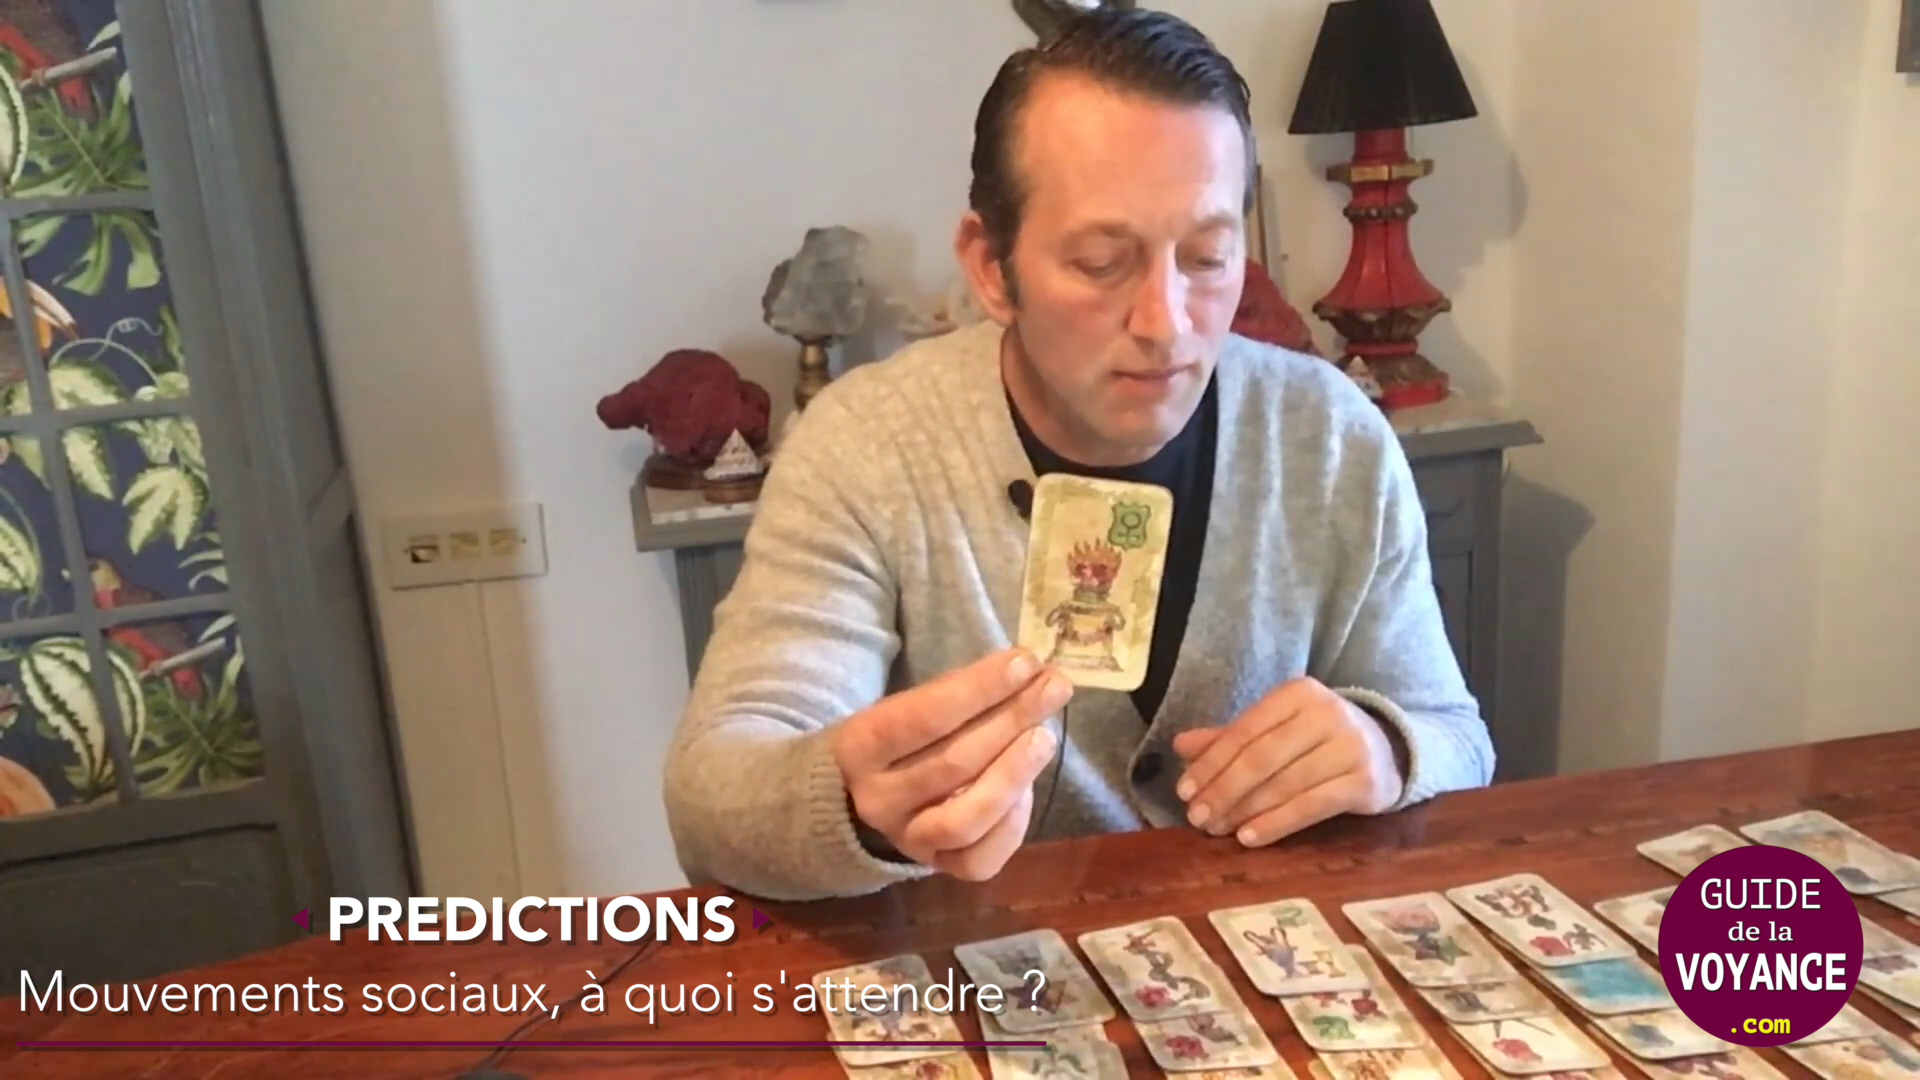 PREDICTIONS
Mouvements sociaux, à quoi s'attendre ?
GUIDE
de la
VOYANCE
.com